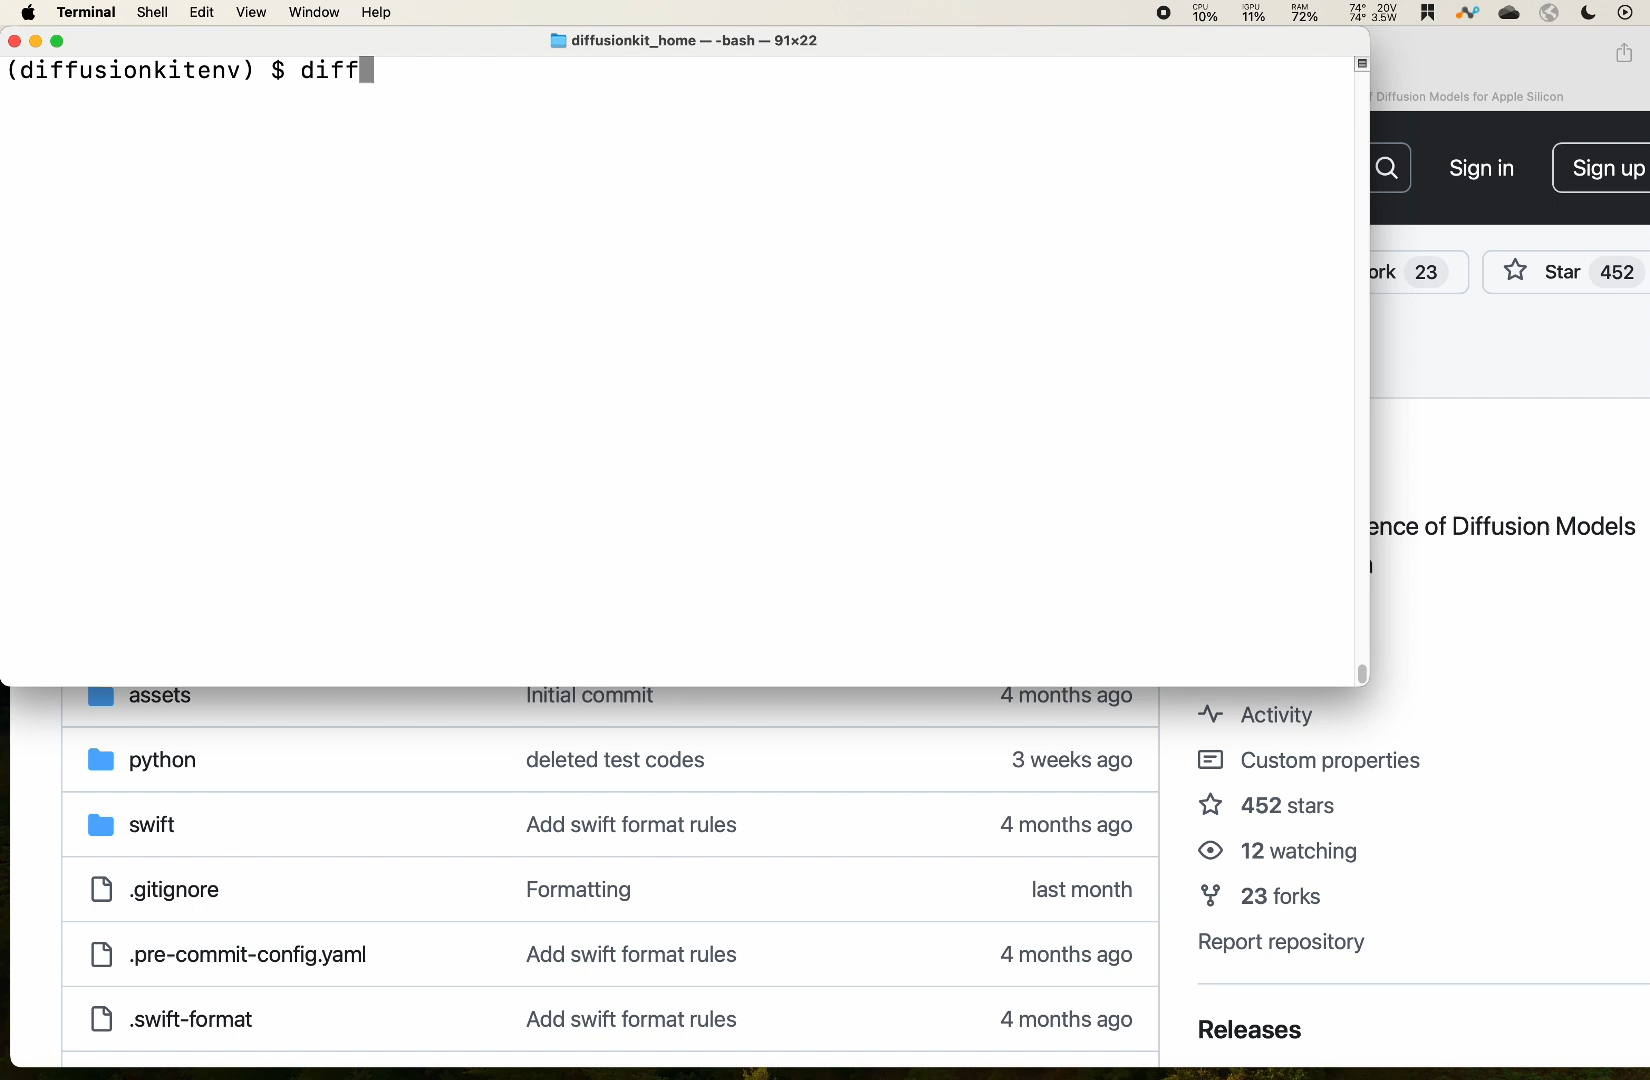 Terminal Shell Edit View Window Help
CPU 10% IGPU 11% RAM 72% 74° 74° 20V 3.5W
diffusionkit_home — -bash — 91×22
(diffusionkitenv) $ diff
f Diffusion Models for Apple Silicon
Sign in Sign up
ork 23 Star 452
ence of Diffusion Models
assets Initial commit 4 months ago
python deleted test codes 3 weeks ago
swift Add swift format rules 4 months ago
.gitignore Formatting last month
.pre-commit-config.yaml Add swift format rules 4 months ago
.swift-format Add swift format rules 4 months ago
Activity
Custom properties
452 stars
12 watching
23 forks
Report repository
Releases